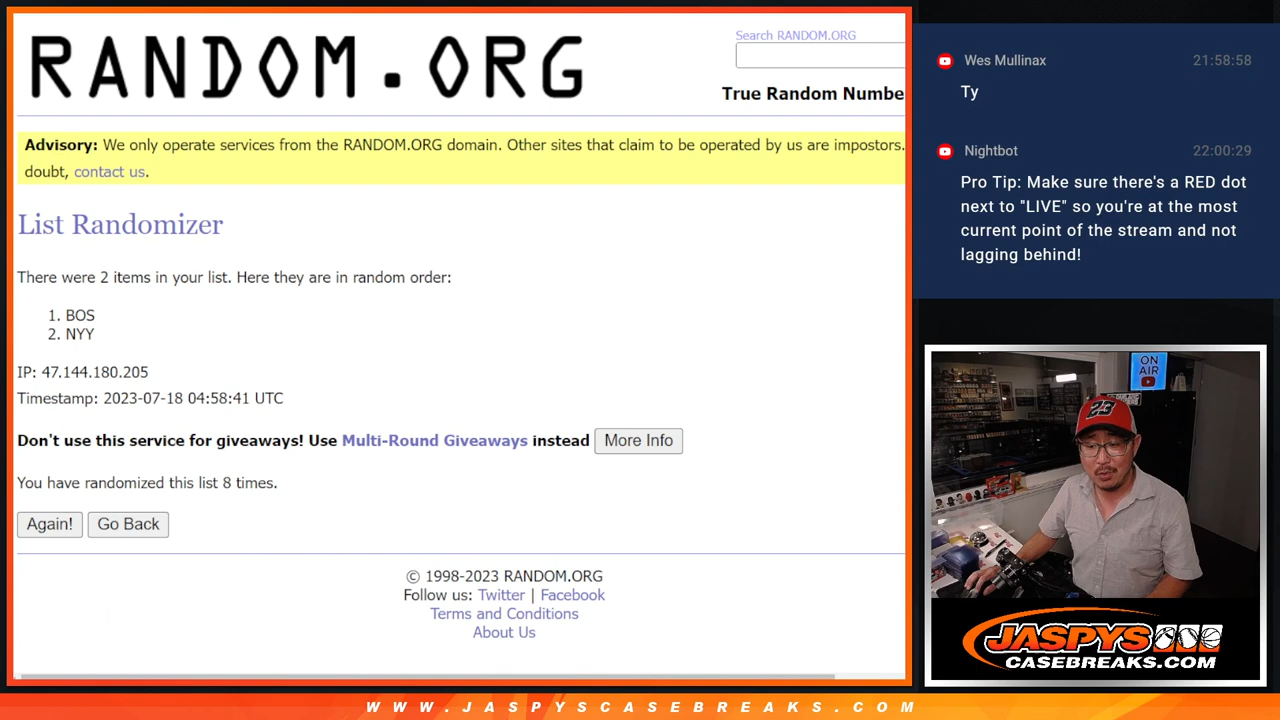 RANDOM.ORG
Search RANDOM.ORG
True Random Numbe
Advisory: We only operate services from the RANDOM.ORG domain. Other sites that claim to be operated by us are impostors.
doubt, contact us.
List Randomizer
There were 2 items in your list. Here they are in random order:
1. BOS
2. NYY
IP: 47.144.180.205
Timestamp: 2023-07-18 04:58:41 UTC
Don't use this service for giveaways! Use Multi-Round Giveaways instead More Info
You have randomized this list 8 times.
Again! Go Back
© 1998-2023 RANDOM.ORG
Follow us: Twitter | Facebook
Terms and Conditions
About Us
Wes Mullinax 21:58:58
Ty
Nightbot 22:00:29
Pro Tip: Make sure there's a RED dot
next to "LIVE" so you're at the most
current point of the stream and not
lagging behind!
ON
AIR
23
JASPYS
CASEBREAKS.COM
WWW.JASPYSCASEBREAKS.COM